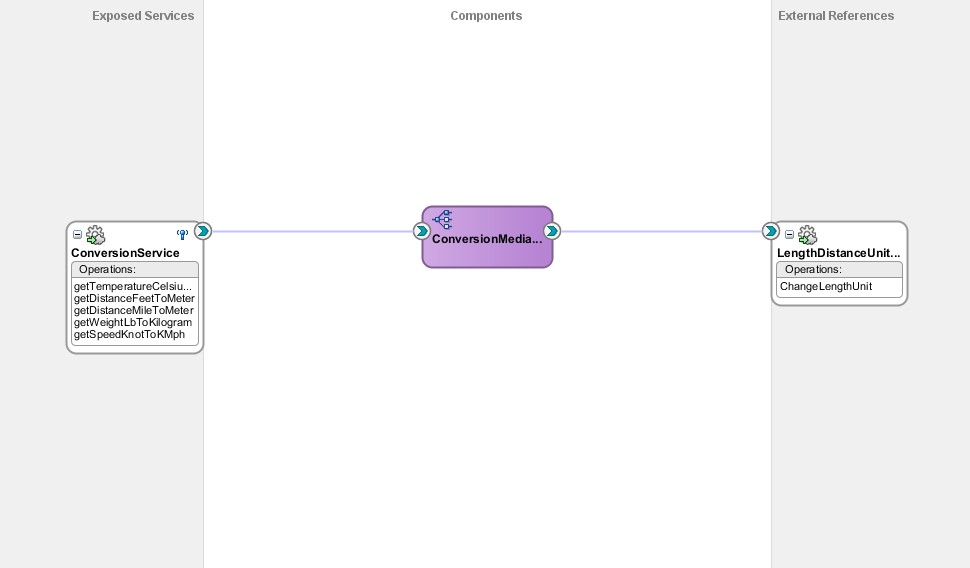 Exposed Services
Components
External References
ConversionService
Operations:
getTemperatureCelsiu...
getDistanceFeetToMeter
getDistanceMileToMeter
getWeightLbToKilogram
getSpeedKnotToKMph
ConversionMedia...
LengthDistanceUnit...
Operations:
ChangeLengthUnit